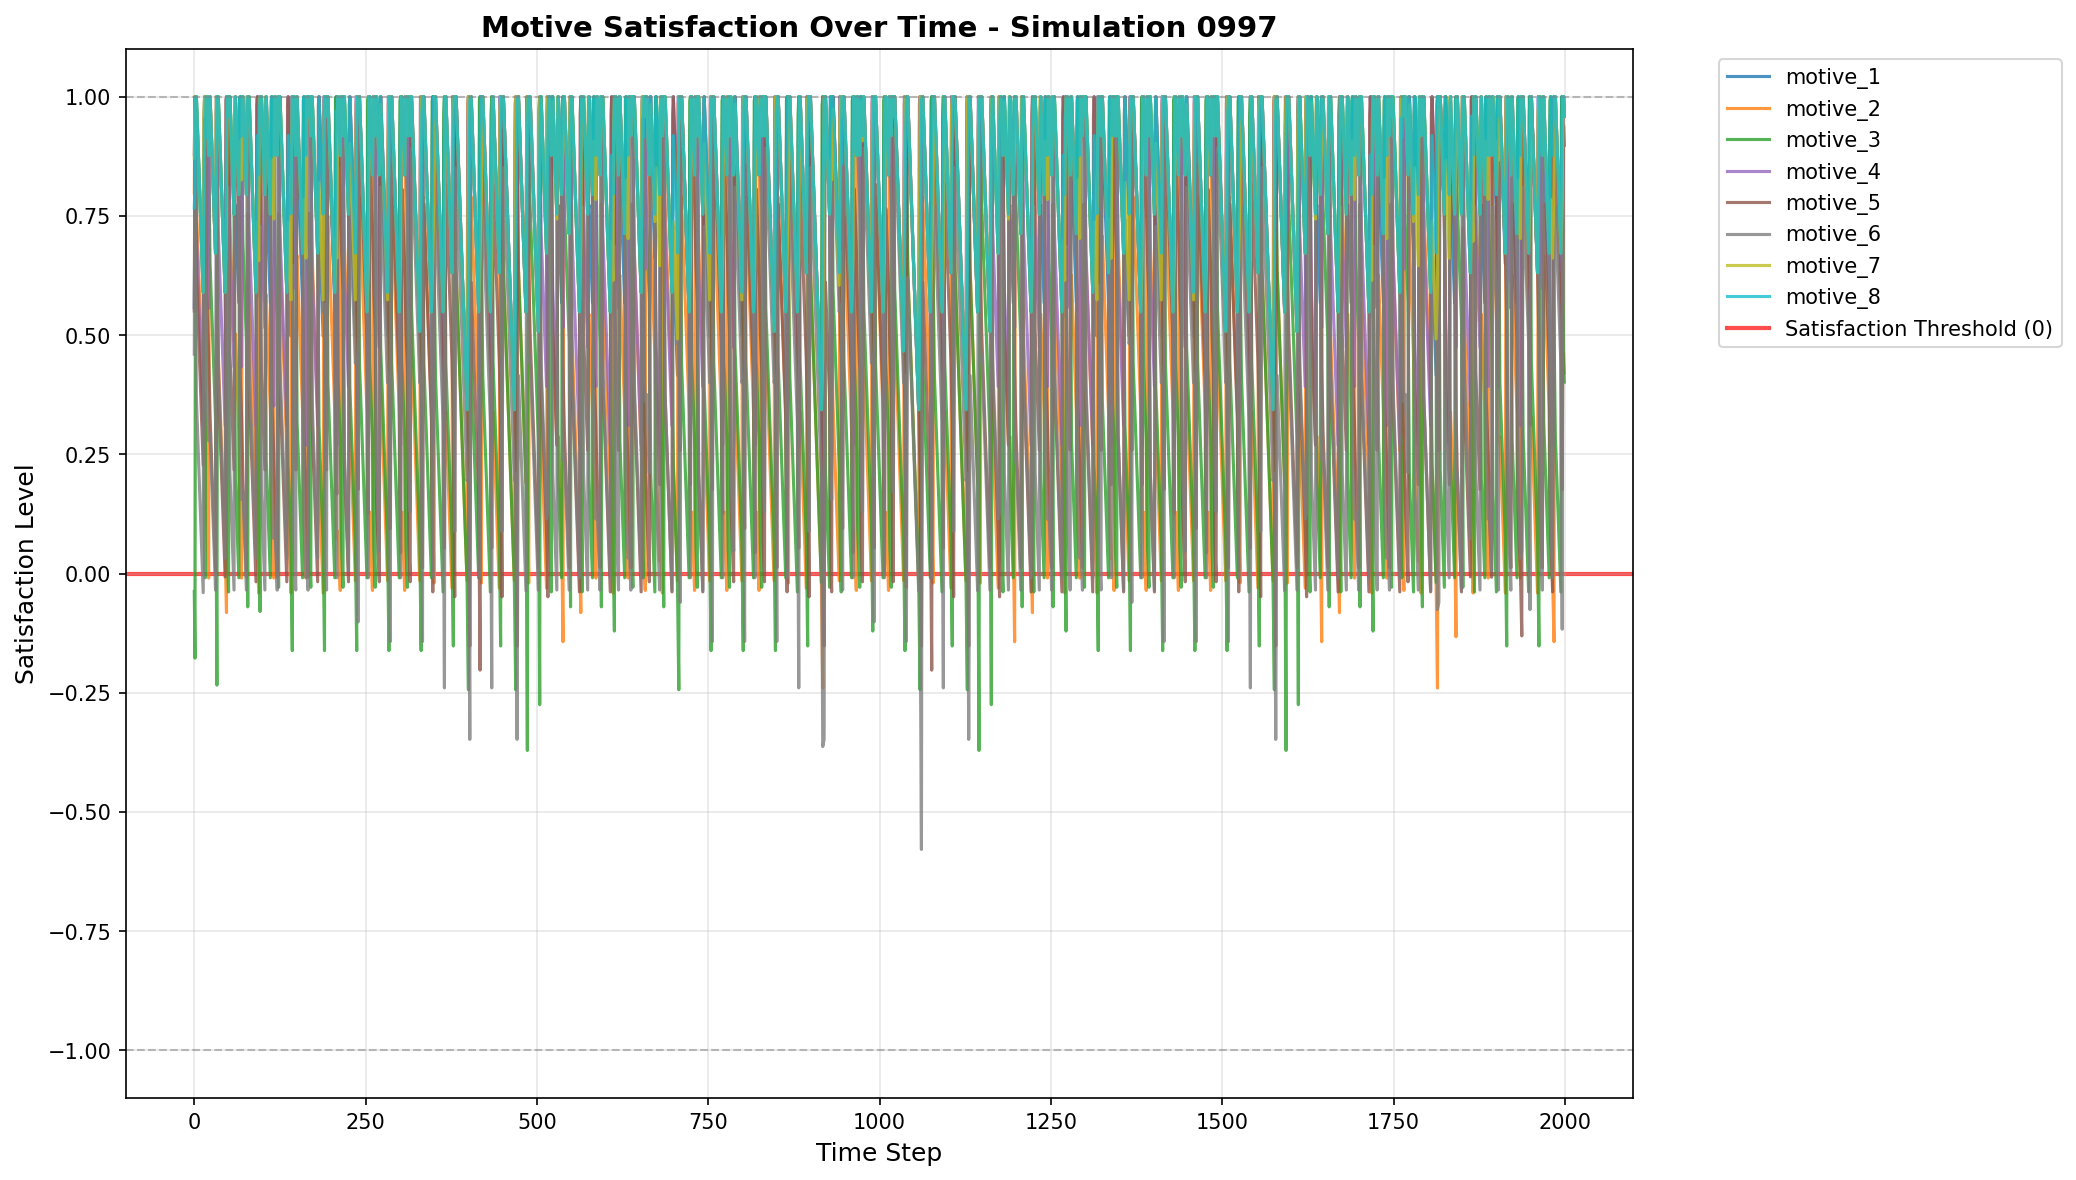 Motive Satisfaction Over Time - Simulation 0997
1.00
0.75
0.50
0.25
0.00
−0.25
−0.50
−0.75
−1.00
Satisfaction Level
0 250 500 750 1000 1250 1500 1750 2000
Time Step
motive_1
motive_2
motive_3
motive_4
motive_5
motive_6
motive_7
motive_8
Satisfaction Threshold (0)